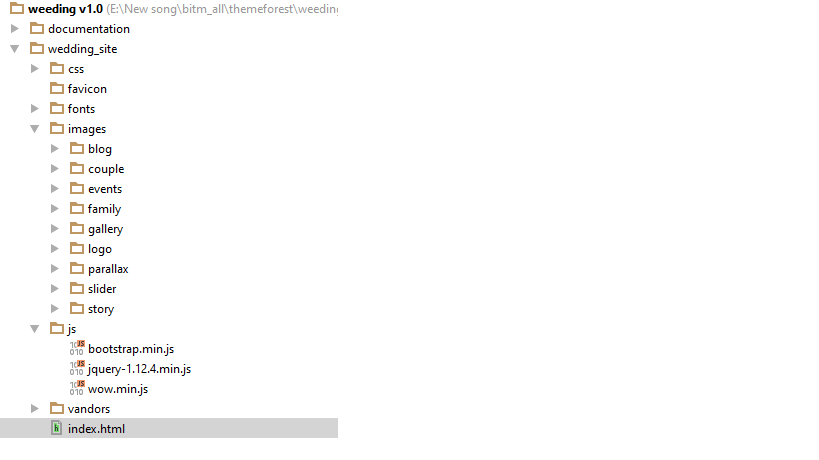 weeding v1.0 (E:\New song\bitm_all\themeforest\weeding
documentation
wedding_site
css
favicon
fonts
images
blog
couple
events
family
gallery
logo
parallax
slider
story
js
bootstrap.min.js
jquery-1.12.4.min.js
wow.min.js
vandors
index.html